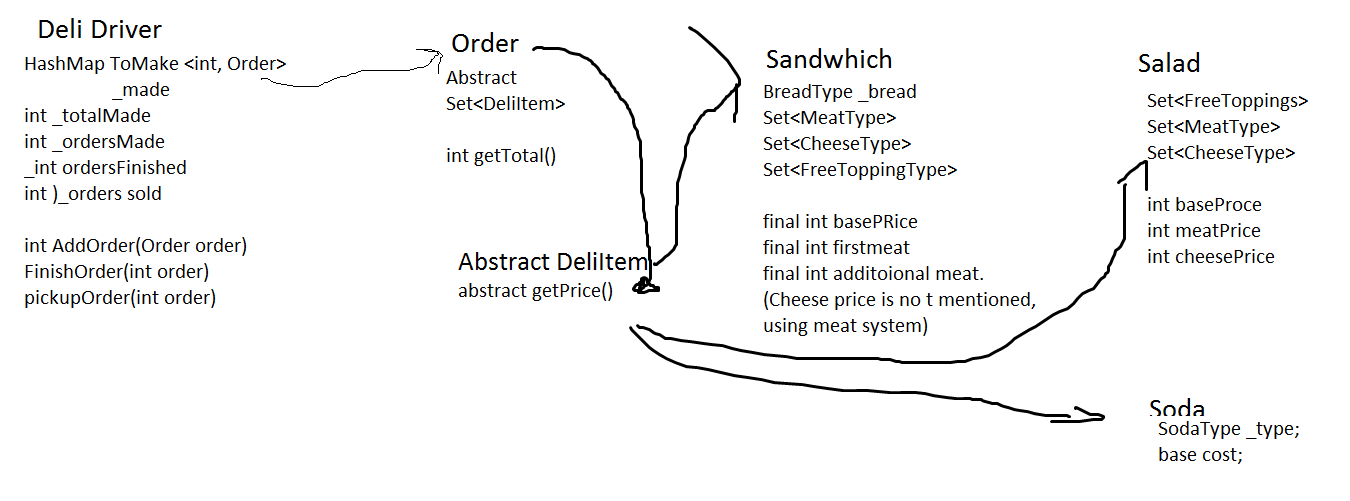 Deli Driver
HashMap ToMake <int, Order>
_made
int _totalMade
int _ordersMade
_int ordersFinished
int )_orders sold
int AddOrder(Order order)
FinishOrder(int order)
pickupOrder(int order)
Order
Abstract
Set<DeliItem>
int getTotal()
Abstract DeliItem
abstract getPrice()
Sandwhich
BreadType _bread
Set<MeatType>
Set<CheeseType>
Set<FreeToppingType>
final int basePRice
final int firstmeat
final int additoional meat.
(Cheese price is no t mentioned,
using meat system)
Salad
Set<FreeToppings>
Set<MeatType>
Set<CheeseType>
int baseProce
int meatPrice
int cheesePrice
Soda
SodaType _type;
base cost;